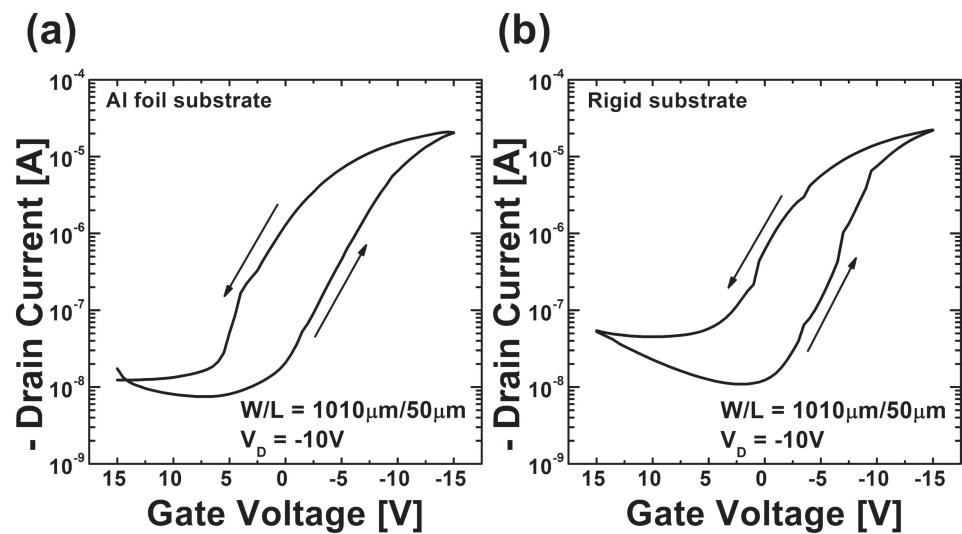 (a)
Al foil substrate
10⁻⁴
10⁻⁵
10⁻⁶
10⁻⁷
10⁻⁸
10⁻⁹
- Drain Current [A]
W/L = 1010μm/50μm
V_D = -10V
15 10 5 0 -5 -10 -15
Gate Voltage [V]
(b)
Rigid substrate
10⁻⁴
10⁻⁵
10⁻⁶
10⁻⁷
10⁻⁸
10⁻⁹
- Drain Current [A]
W/L = 1010μm/50μm
V_D = -10V
15 10 5 0 -5 -10 -15
Gate Voltage [V]